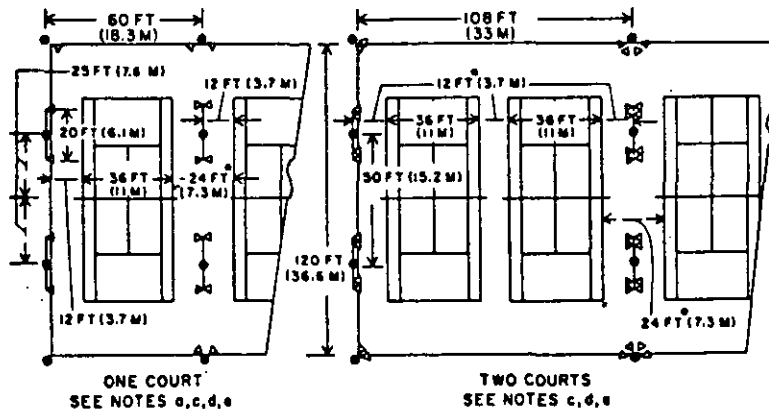 60 FT
(18.3 M)
25 FT (7.6 M)
12 FT (3.7 M)
20 FT (6.1M)
36 FT
(11 M)
24 FT*
(7.3 M)
12 FT (3.7 M)
120 FT
(36.6 M)
ONE COURT
SEE NOTES a,c,d,e
108 FT
(33 M)
12 FT*(3.7 M)
36 FT
(11 M)
36 FT
(11 M)
50 FT (15.2 M)
24 FT*(7.3 M)
TWO COURTS
SEE NOTES c,d,e